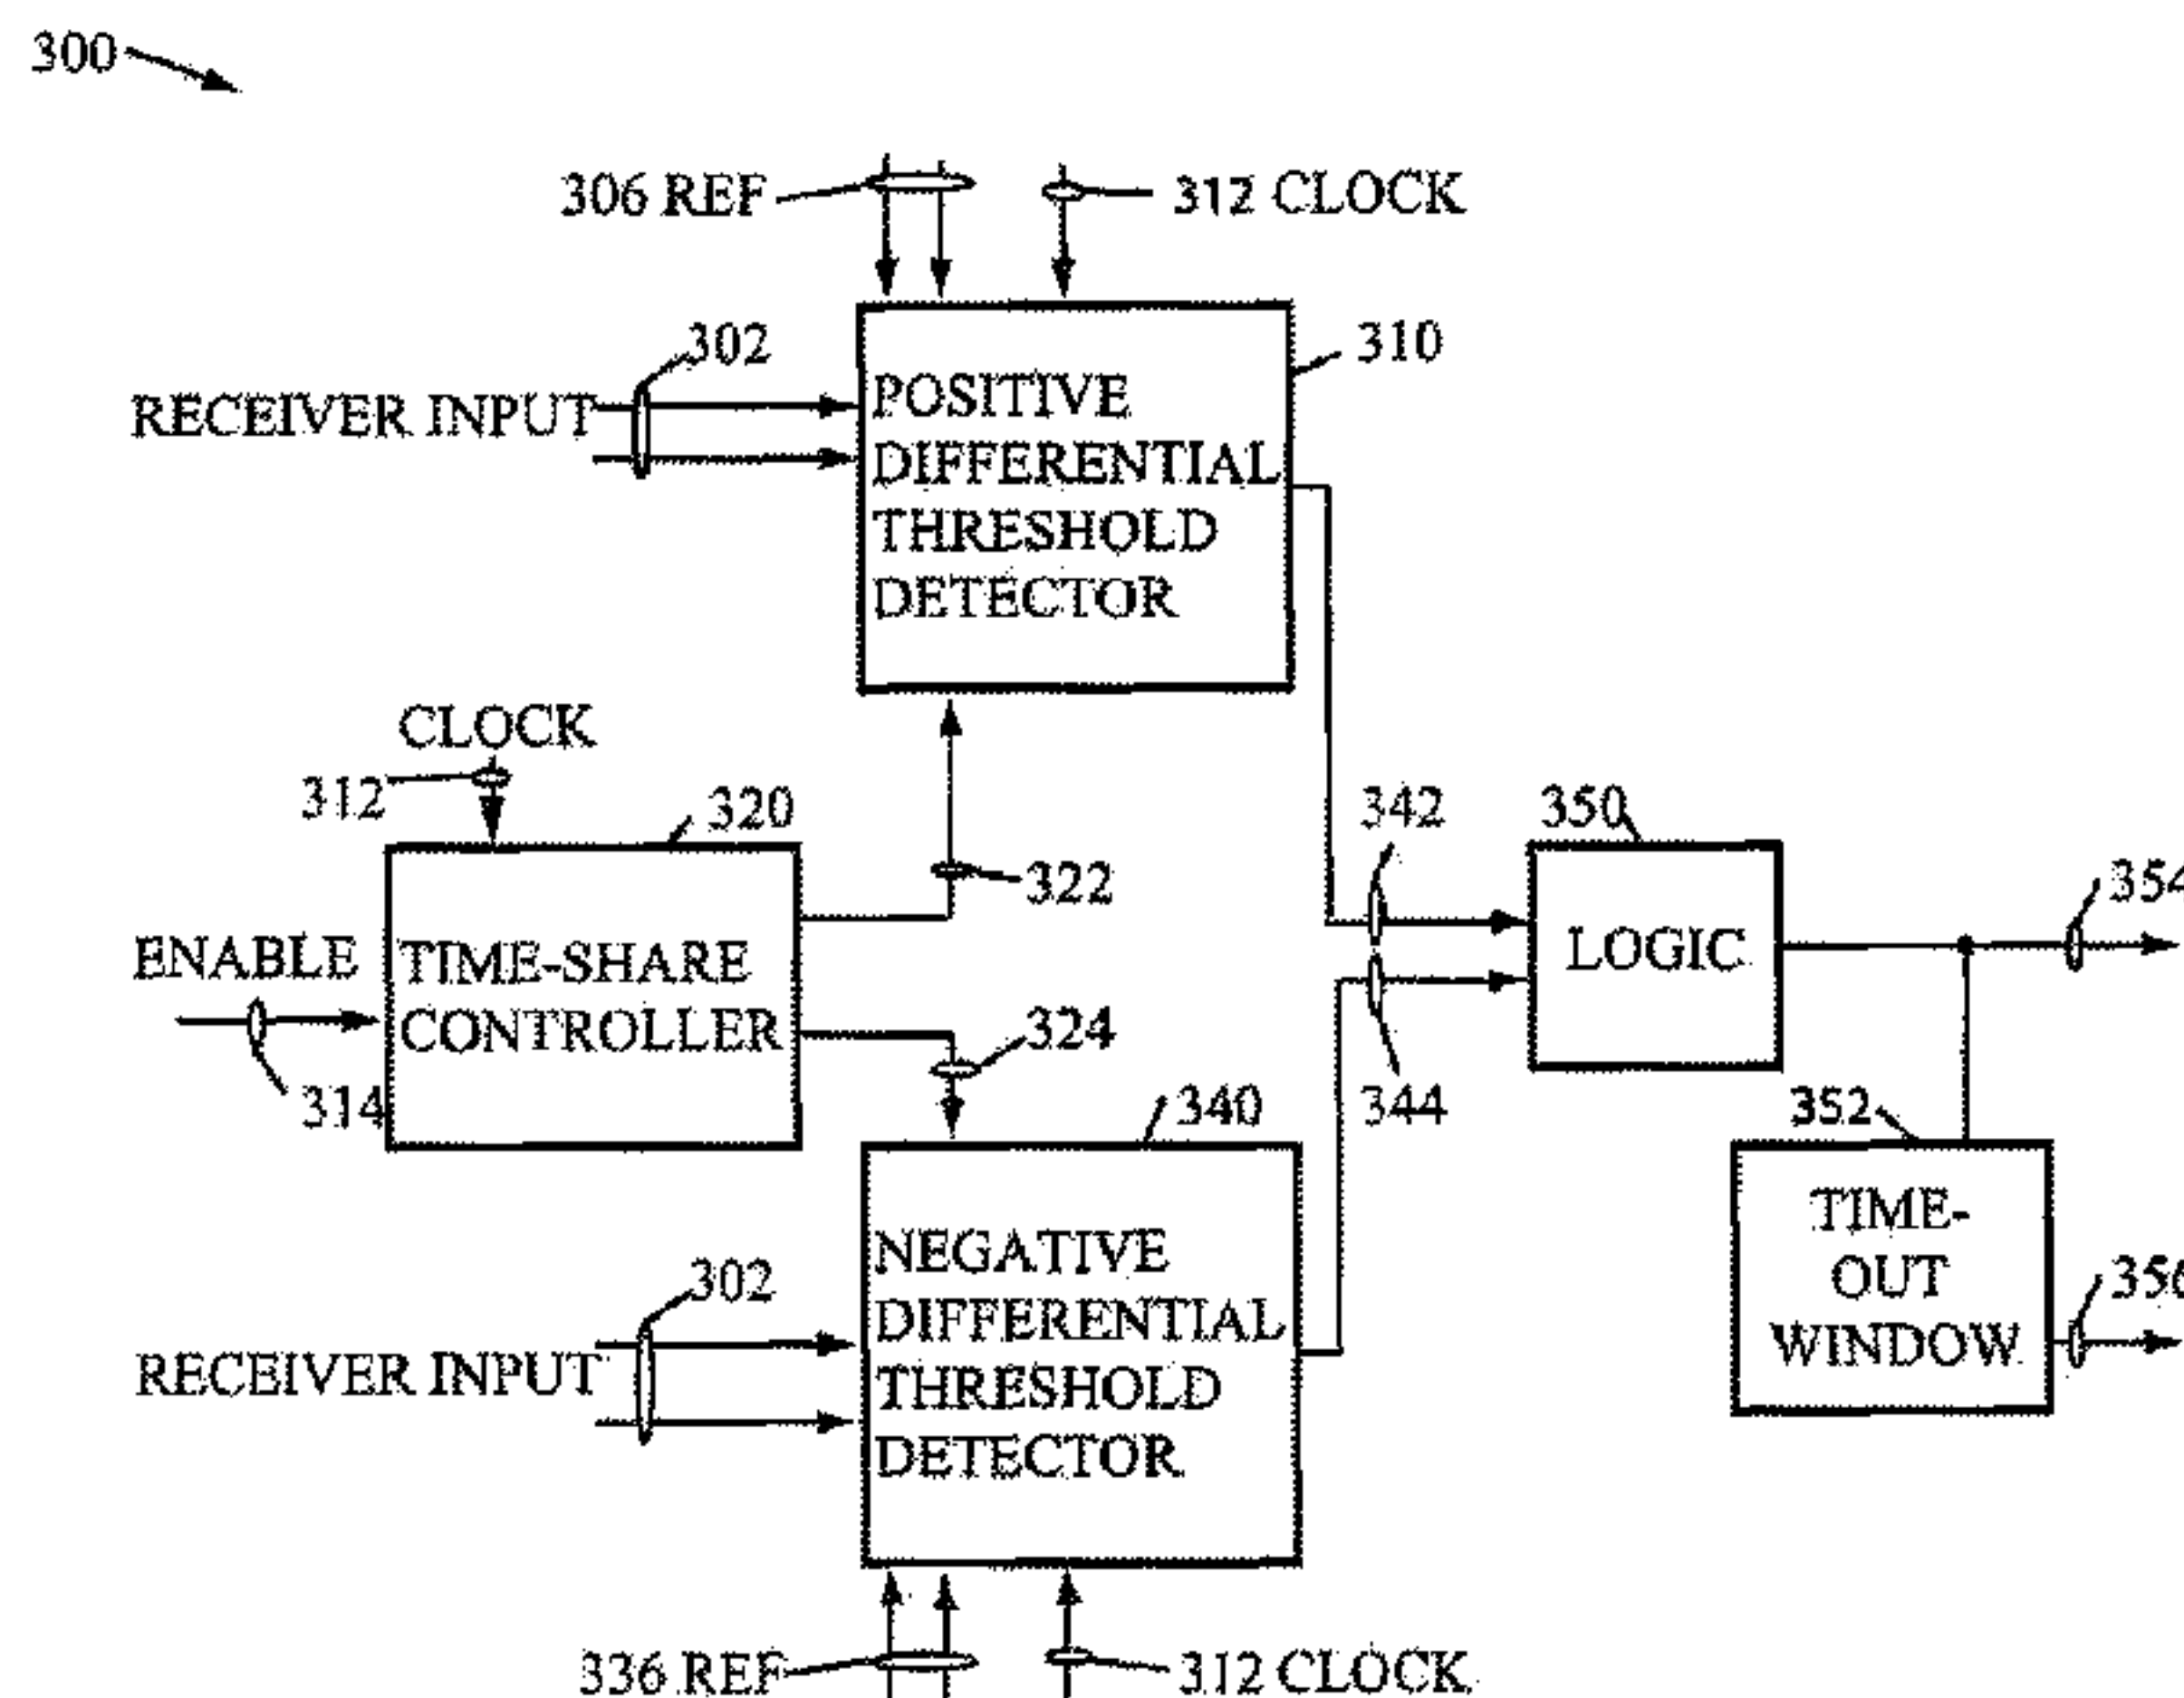 300
306 REF
312 CLOCK
302
310
RECEIVER INPUT
POSITIVE
DIFFERENTIAL
THRESHOLD
DETECTOR
CLOCK
312
320
322
342
350
354
ENABLE
TIME-SHARE
CONTROLLER
LOGIC
314
324
344
340
352
302
RECEIVER INPUT
NEGATIVE
DIFFERENTIAL
THRESHOLD
DETECTOR
TIME-
OUT
WINDOW
356
336 REF
312 CLOCK